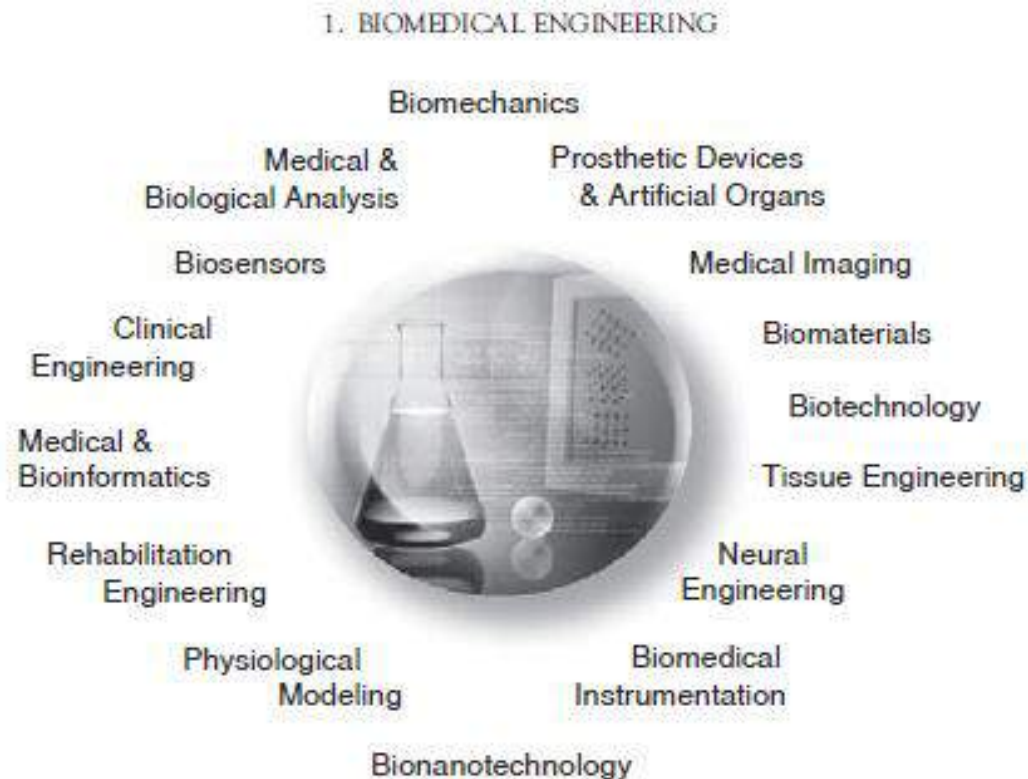 1. BIOMEDICAL ENGINEERING
Biomechanics
Medical &
Biological Analysis
Prosthetic Devices
& Artificial Organs
Biosensors
Medical Imaging
Clinical
Engineering
Biomaterials
Biotechnology
Medical &
Bioinformatics
Tissue Engineering
Rehabilitation
Engineering
Neural
Engineering
Physiological
Modeling
Biomedical
Instrumentation
Bionanotechnology